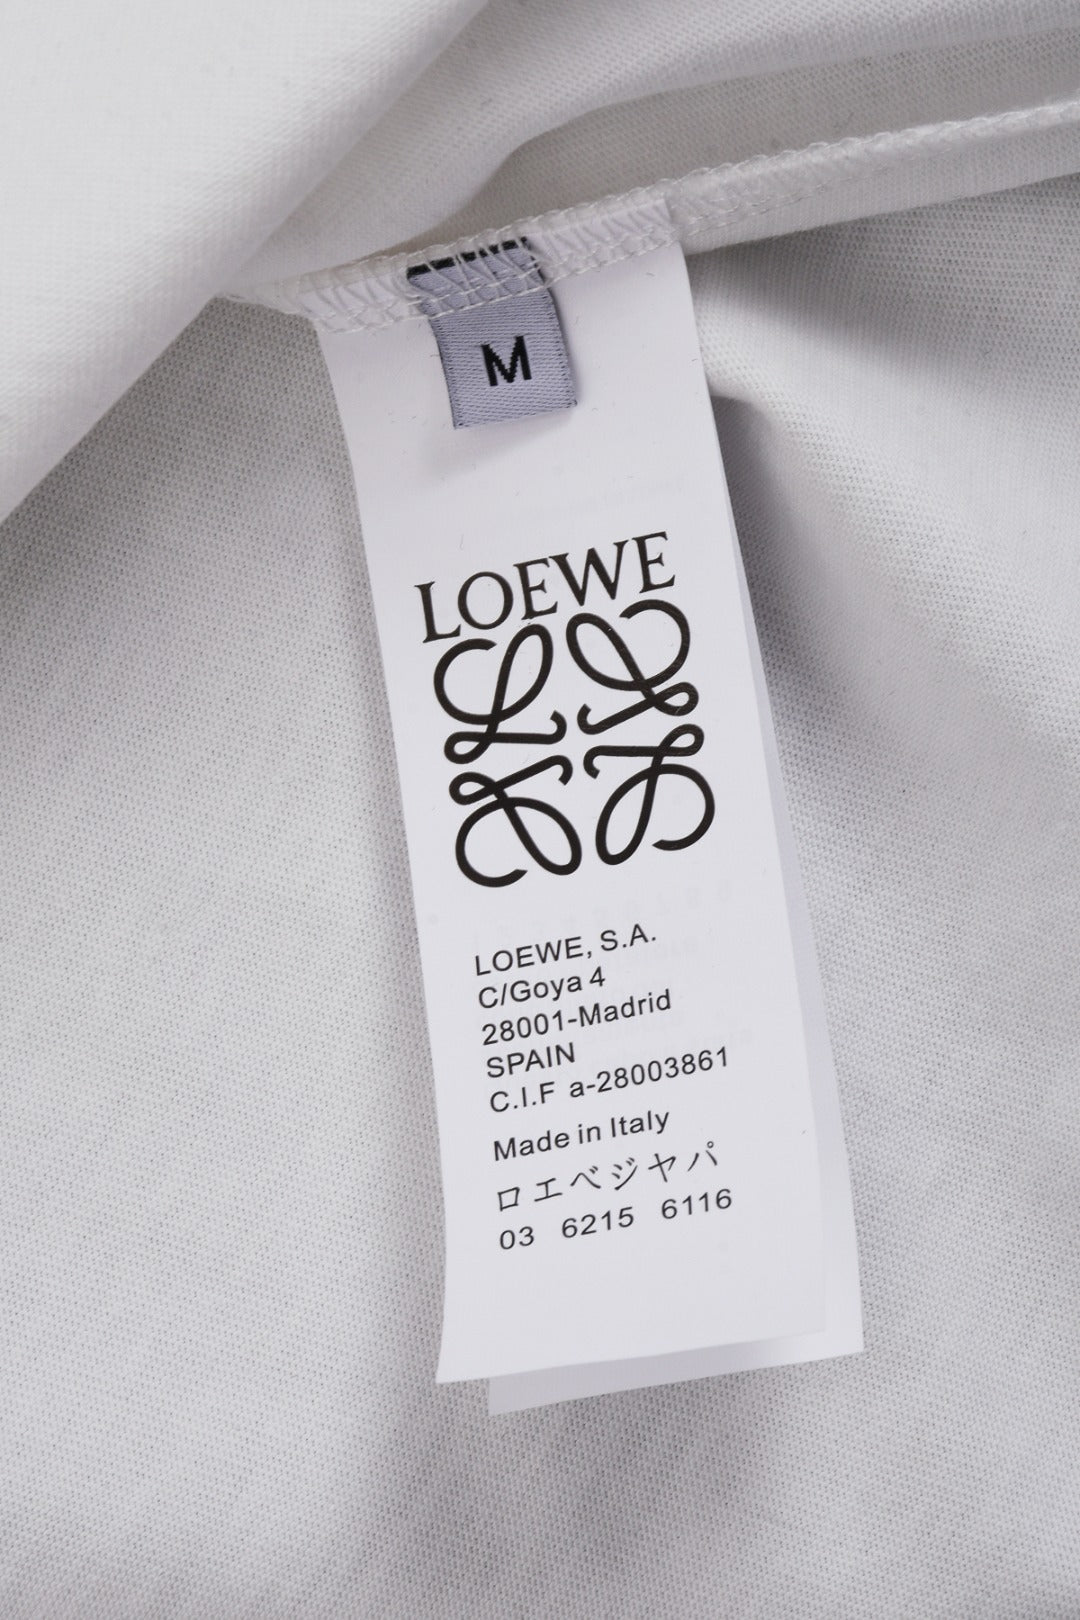 M
LOEWE
LOEWE, S.A.
C/Goya 4
28001-Madrid
SPAIN
C.I.F a-28003861
Made in Italy
ロエベジャパ
03 6215 6116